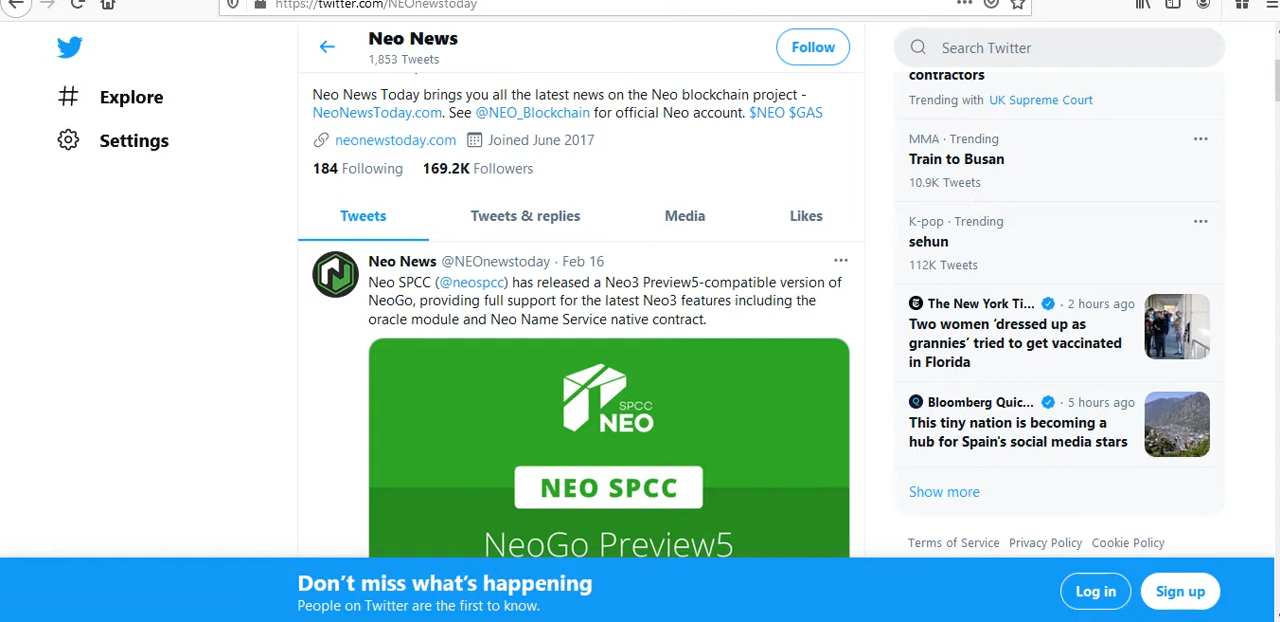 https://twitter.com/NEOnewstoday
Explore
Settings
Neo News
1,853 Tweets
Follow
Neo News Today brings you all the latest news on the Neo blockchain project -
NeoNewsToday.com. See @NEO_Blockchain for official Neo account. $NEO $GAS
neonewstoday.com Joined June 2017
184 Following 169.2K Followers
Tweets Tweets & replies Media Likes
Neo News @NEOnewstoday · Feb 16
Neo SPCC (@neospcc) has released a Neo3 Preview5-compatible version of
NeoGo, providing full support for the latest Neo3 features including the
oracle module and Neo Name Service native contract.
SPCC
NEO
NEO SPCC
NeoGo Preview5
Search Twitter
contractors
Trending with UK Supreme Court
MMA · Trending
Train to Busan
10.9K Tweets
K-pop · Trending
sehun
112K Tweets
The New York Ti... · 2 hours ago
Two women ‘dressed up as
grannies’ tried to get vaccinated
in Florida
Bloomberg Quic... · 5 hours ago
This tiny nation is becoming a
hub for Spain's social media stars
Show more
Terms of Service Privacy Policy Cookie Policy
Don’t miss what’s happening
People on Twitter are the first to know.
Log in
Sign up